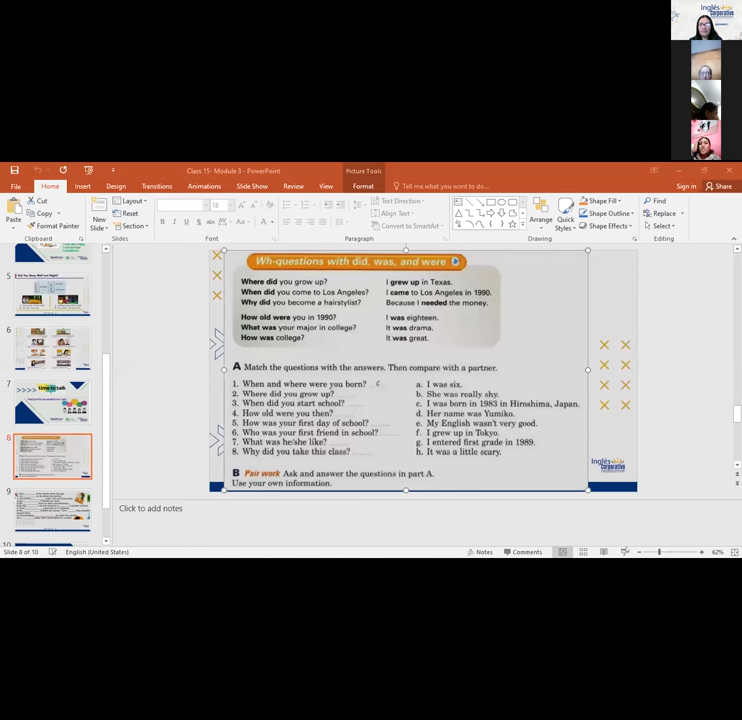 Inglés
Corporativo
Class 15- Module 3 - PowerPoint
Picture Tools
File
Home
Insert
Design
Transitions
Animations
Slide Show
Review
View
Format
Tell me what you want to do...
Sign in
Share
Paste
Cut
Copy
Format Painter
Clipboard
New
Slide
Layout
Reset
Section
Slides
18
B I U S
Font
Text Direction
Align Text
Convert to SmartArt
Paragraph
Arrange
Quick
Styles
Shape Fill
Shape Outline
Shape Effects
Drawing
Find
Replace
Select
Editing
5
6
7
time to talk
8
9
10
Wh-questions with did, was, and were
Where did you grow up? I grew up in Texas.
When did you come to Los Angeles? I came to Los Angeles in 1990.
Why did you become a hairstylist? Because I needed the money.
How old were you in 1990? I was eighteen.
What was your major in college? It was drama.
How was college? It was great.
A Match the questions with the answers. Then compare with a partner.
1. When and where were you born? c
2. Where did you grow up?
3. When did you start school?
4. How old were you then?
5. How was your first day of school?
6. Who was your first friend in school?
7. What was he/she like?
8. Why did you take this class?
a. I was six.
b. She was really shy.
c. I was born in 1983 in Hiroshima, Japan.
d. Her name was Yumiko.
e. My English wasn't very good.
f. I grew up in Tokyo.
g. I entered first grade in 1989.
h. It was a little scary.
B Pair work Ask and answer the questions in part A.
Use your own information.
Inglés
Corporativo
Click to add notes
Slide 8 of 10
English (United States)
Notes
Comments
62%